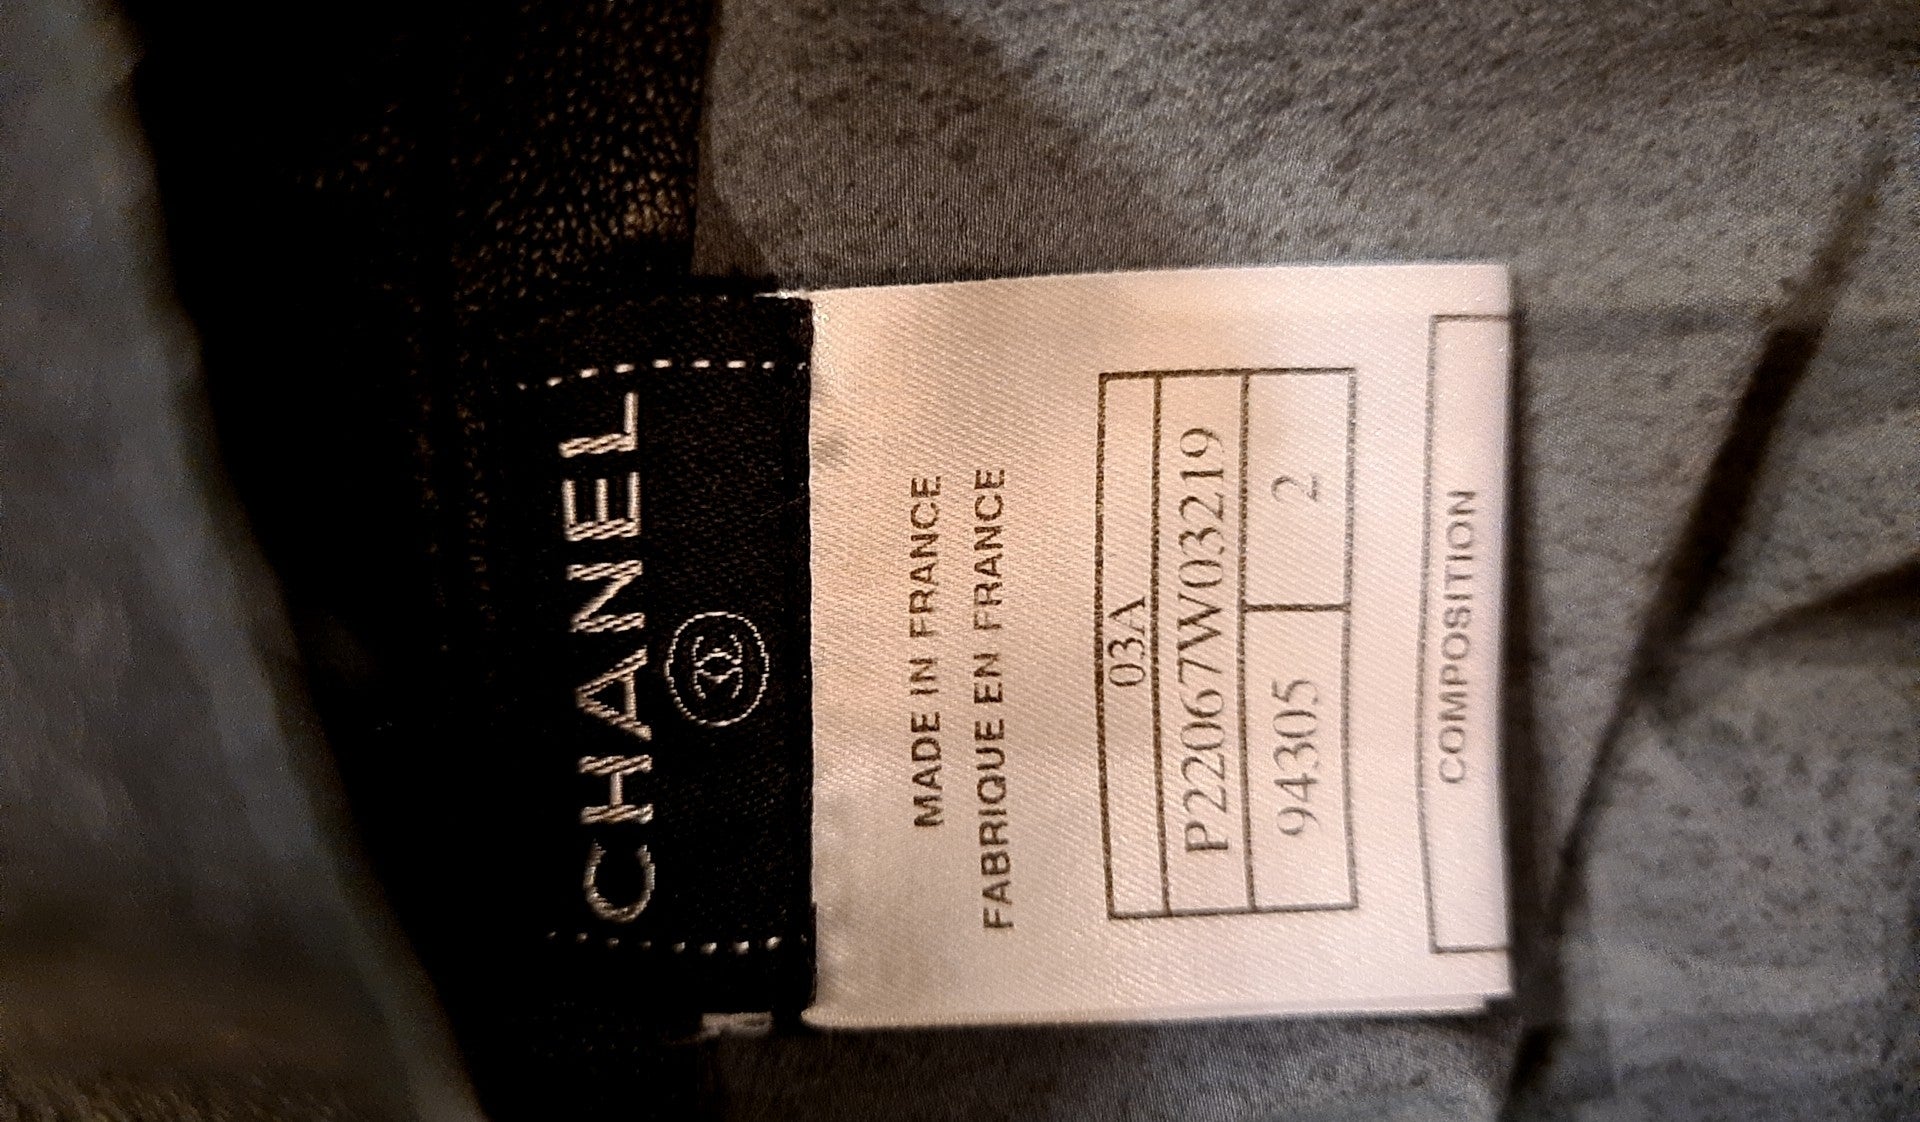 CHANEL
MADE IN FRANCE
FABRIQUE EN FRANCE
03A
P22067W03219
94305 2
COMPOSITION